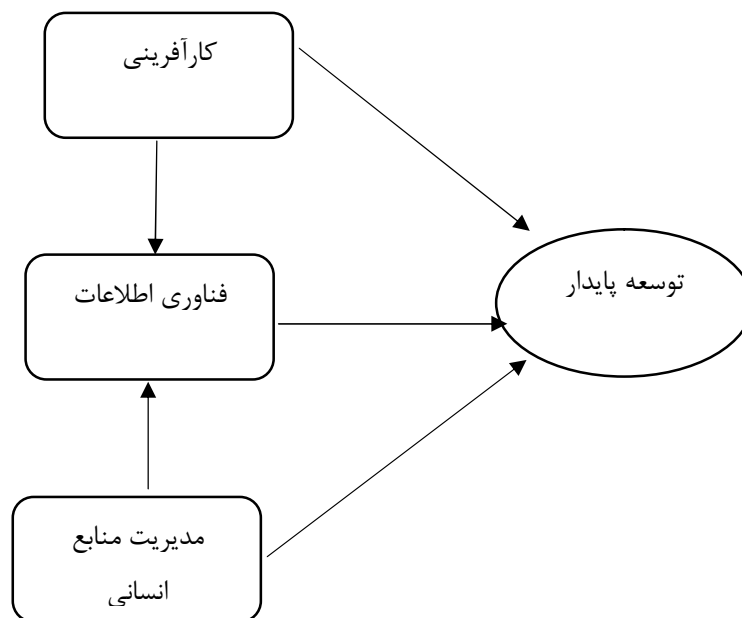 کارآفرینی
فناوری اطلاعات
توسعه پایدار
مدیریت منابع
انسانی